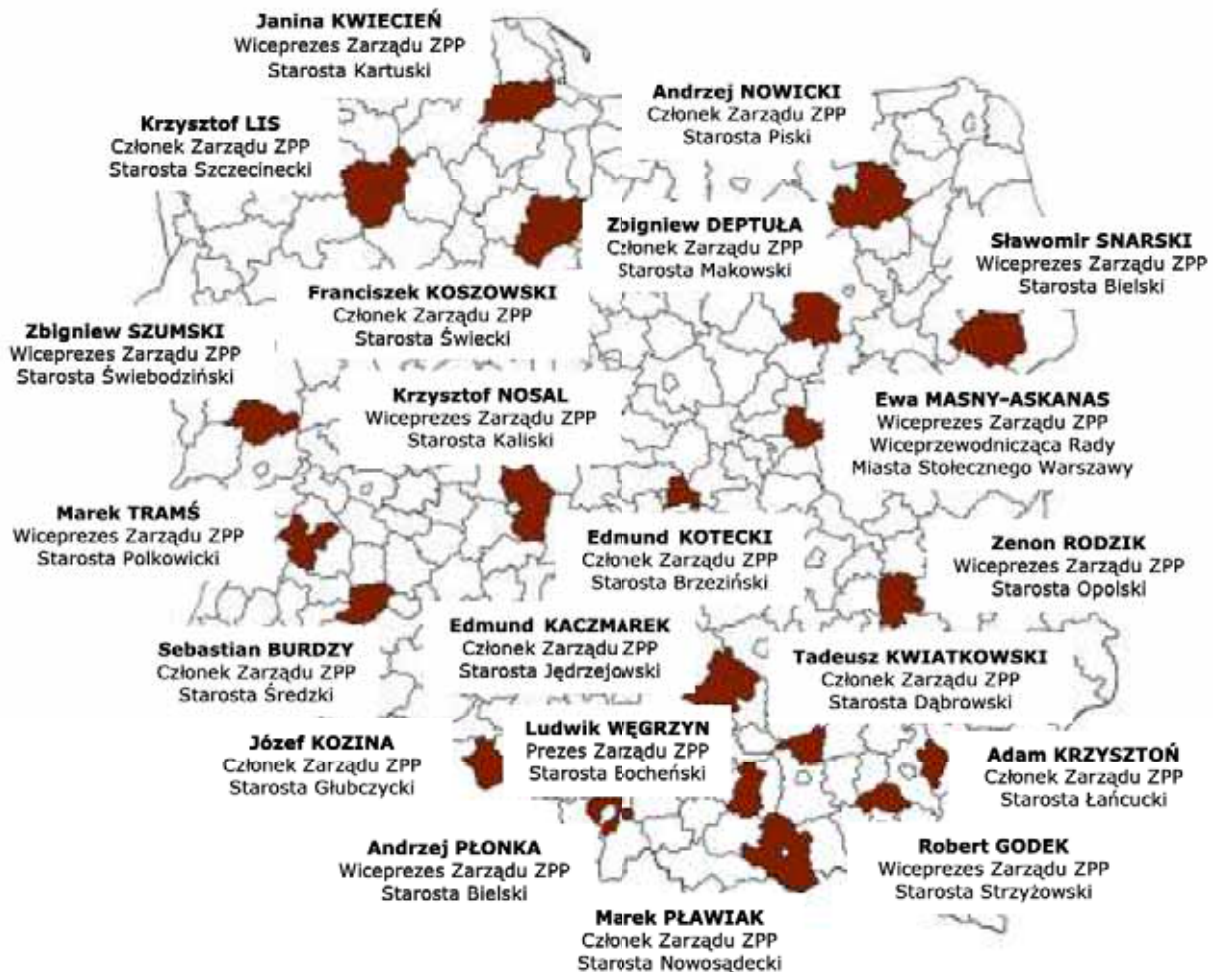 Janina KWIECIEŃ
Wiceprezes Zarządu ZPP
Starosta Kartuski
Andrzej NOWICKI
Członek Zarządu ZPP
Starosta Piski
Krzysztof LIS
Członek Zarządu ZPP
Starosta Szczecinecki
Zbigniew DEPTUŁA
Członek Zarządu ZPP
Starosta Makowski
Sławomir SNARSKI
Wiceprezes Zarządu ZPP
Starosta Bielski
Franciszek KOSZOWSKI
Członek Zarządu ZPP
Starosta Świecki
Zbigniew SZUMSKI
Wiceprezes Zarządu ZPP
Starosta Świebodziński
Krzysztof NOSAL
Wiceprezes Zarządu ZPP
Starosta Kaliski
Ewa MASNY-ASKANAS
Wiceprezes Zarządu ZPP
Wiceprzewodnicząca Rady
Miasta Stołecznego Warszawy
Marek TRAMŚ
Wiceprezes Zarządu ZPP
Starosta Polkowicki
Edmund KOTECKI
Członek Zarządu ZPP
Starosta Brzeziński
Zenon RODZIK
Wiceprezes Zarządu ZPP
Starosta Opolski
Sebastian BURDZY
Członek Zarządu ZPP
Starosta Średzki
Edmund KACZMAREK
Członek Zarządu ZPP
Starosta Jędrzejowski
Tadeusz KWIATKOWSKI
Członek Zarządu ZPP
Starosta Dąbrowski
Józef KOZINA
Członek Zarządu ZPP
Starosta Głubczycki
Ludwik WĘGRZYN
Prezes Zarządu ZPP
Starosta Bocheński
Adam KRZYSZTOŃ
Członek Zarządu ZPP
Starosta Łańcucki
Andrzej PŁONKA
Wiceprezes Zarządu ZPP
Starosta Bielski
Robert GODEK
Wiceprezes Zarządu ZPP
Starosta Strzyżowski
Marek PŁAWIAK
Członek Zarządu ZPP
Starosta Nowosądecki